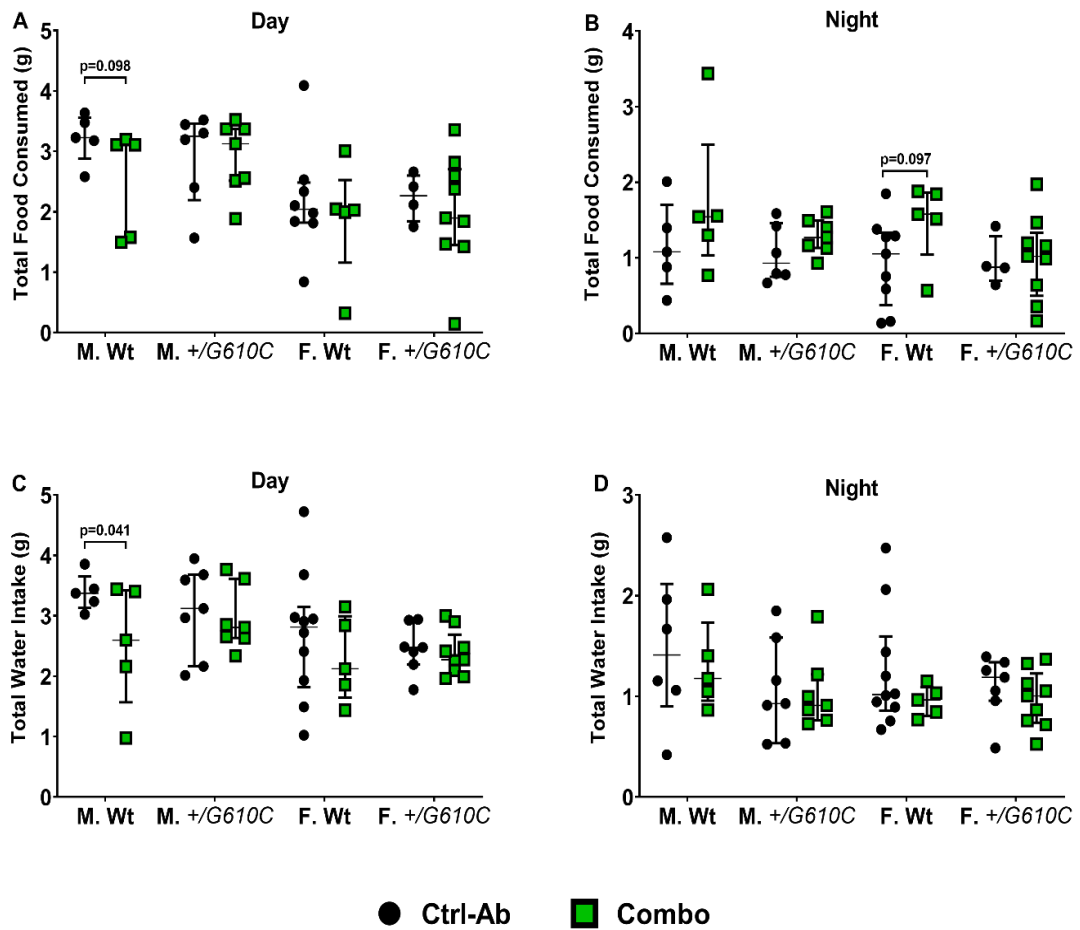 A
Day
Total Food Consumed (g)
5
4
3
2
1
0
p=0.098
M. Wt
M. +/G610C
F. Wt
F. +/G610C
B
Night
Total Food Consumed (g)
4
3
2
1
0
p=0.097
M. Wt
M. +/G610C
F. Wt
F. +/G610C
C
Day
Total Water Intake (g)
5
4
3
2
1
0
p=0.041
M. Wt
M. +/G610C
F. Wt
F. +/G610C
D
Night
Total Water Intake (g)
3
2
1
0
M. Wt
M. +/G610C
F. Wt
F. +/G610C
Ctrl-Ab
Combo